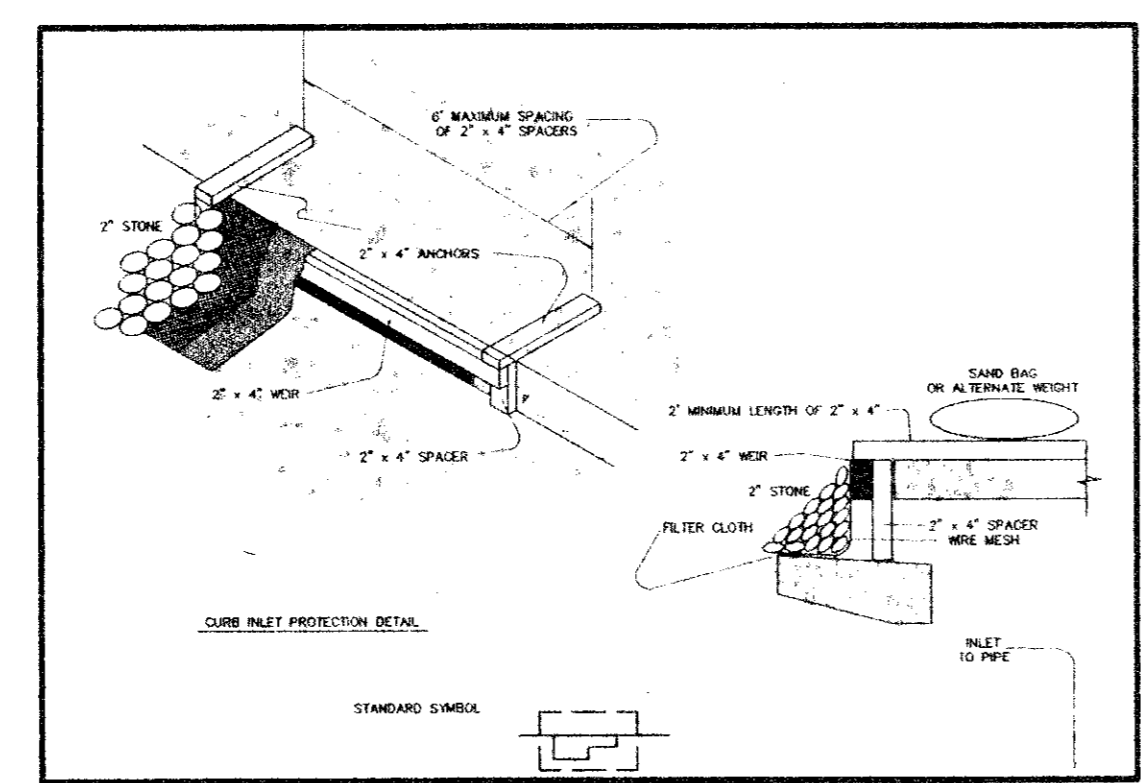 6' MAXIMUM SPACING
OF 2" x 4" SPACERS
2" STONE
2" x 4" ANCHORS
2" x 4" WEIR
2" x 4" SPACER
SAND BAG
OR ALTERNATE WEIGHT
2' MINIMUM LENGTH OF 2" x 4"
2" x 4" WEIR
2" STONE
FILTER CLOTH
2" x 4" SPACER
WIRE MESH
CURB INLET PROTECTION DETAIL
INLET
TO PIPE
STANDARD SYMBOL